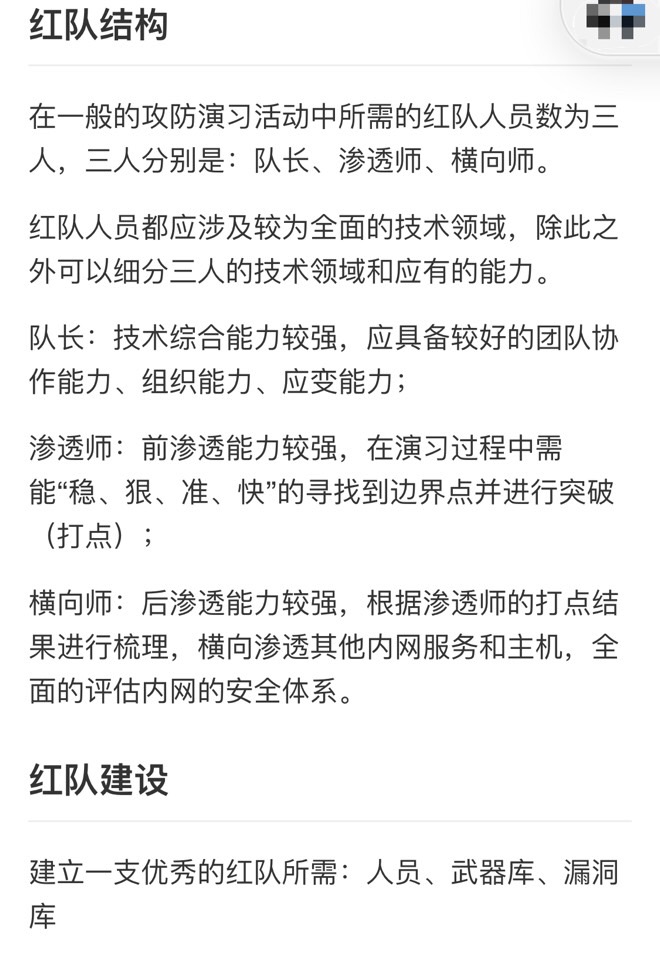 红队结构
在一般的攻防演习活动中所需的红队人员数为三
人，三人分别是：队长、渗透师、横向师。
红队人员都应涉及较为全面的技术领域，除此之
外可以细分三人的技术领域和应有的能力。
队长：技术综合能力较强，应具备较好的团队协
作能力、组织能力、应变能力；
渗透师：前渗透能力较强，在演习过程中需
能“稳、狠、准、快”的寻找到边界点并进行突破
（打点）；
横向师：后渗透能力较强，根据渗透师的打点结
果进行梳理，横向渗透其他内网服务和主机，全
面的评估内网的安全体系。
红队建设
建立一支优秀的红队所需：人员、武器库、漏洞
库